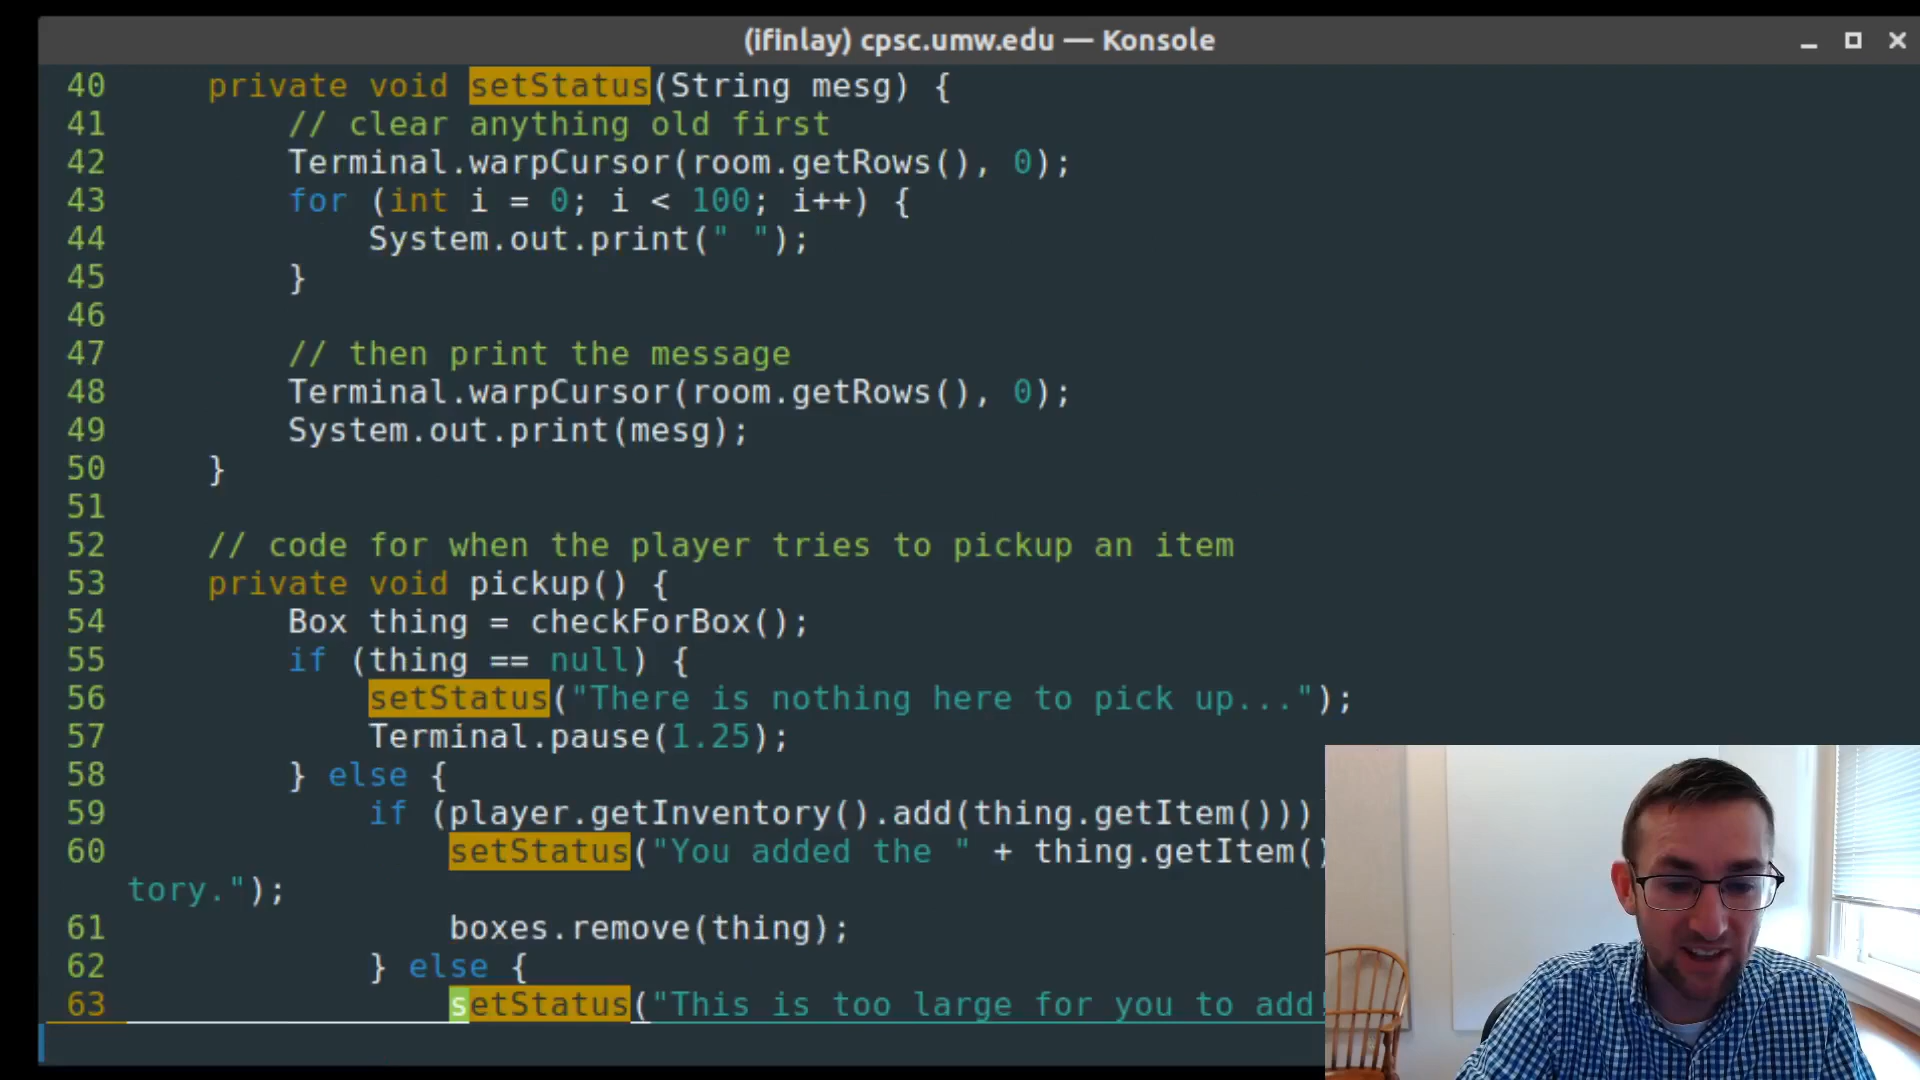 (ifinlay) cpsc.umw.edu — Konsole
40 private void setStatus(String mesg) {
41 // clear anything old first
42 Terminal.warpCursor(room.getRows(), 0);
43 for (int i = 0; i < 100; i++) {
44 System.out.print(" ");
45 }
46
47 // then print the message
48 Terminal.warpCursor(room.getRows(), 0);
49 System.out.print(mesg);
50 }
51
52 // code for when the player tries to pickup an item
53 private void pickup() {
54 Box thing = checkForBox();
55 if (thing == null) {
56 setStatus("There is nothing here to pick up...");
57 Terminal.pause(1.25);
58 } else {
59 if (player.getInventory().add(thing.getItem()))
60 setStatus("You added the " + thing.getItem()
tory.");
61 boxes.remove(thing);
62 } else {
63 setStatus("This is too large for you to add!